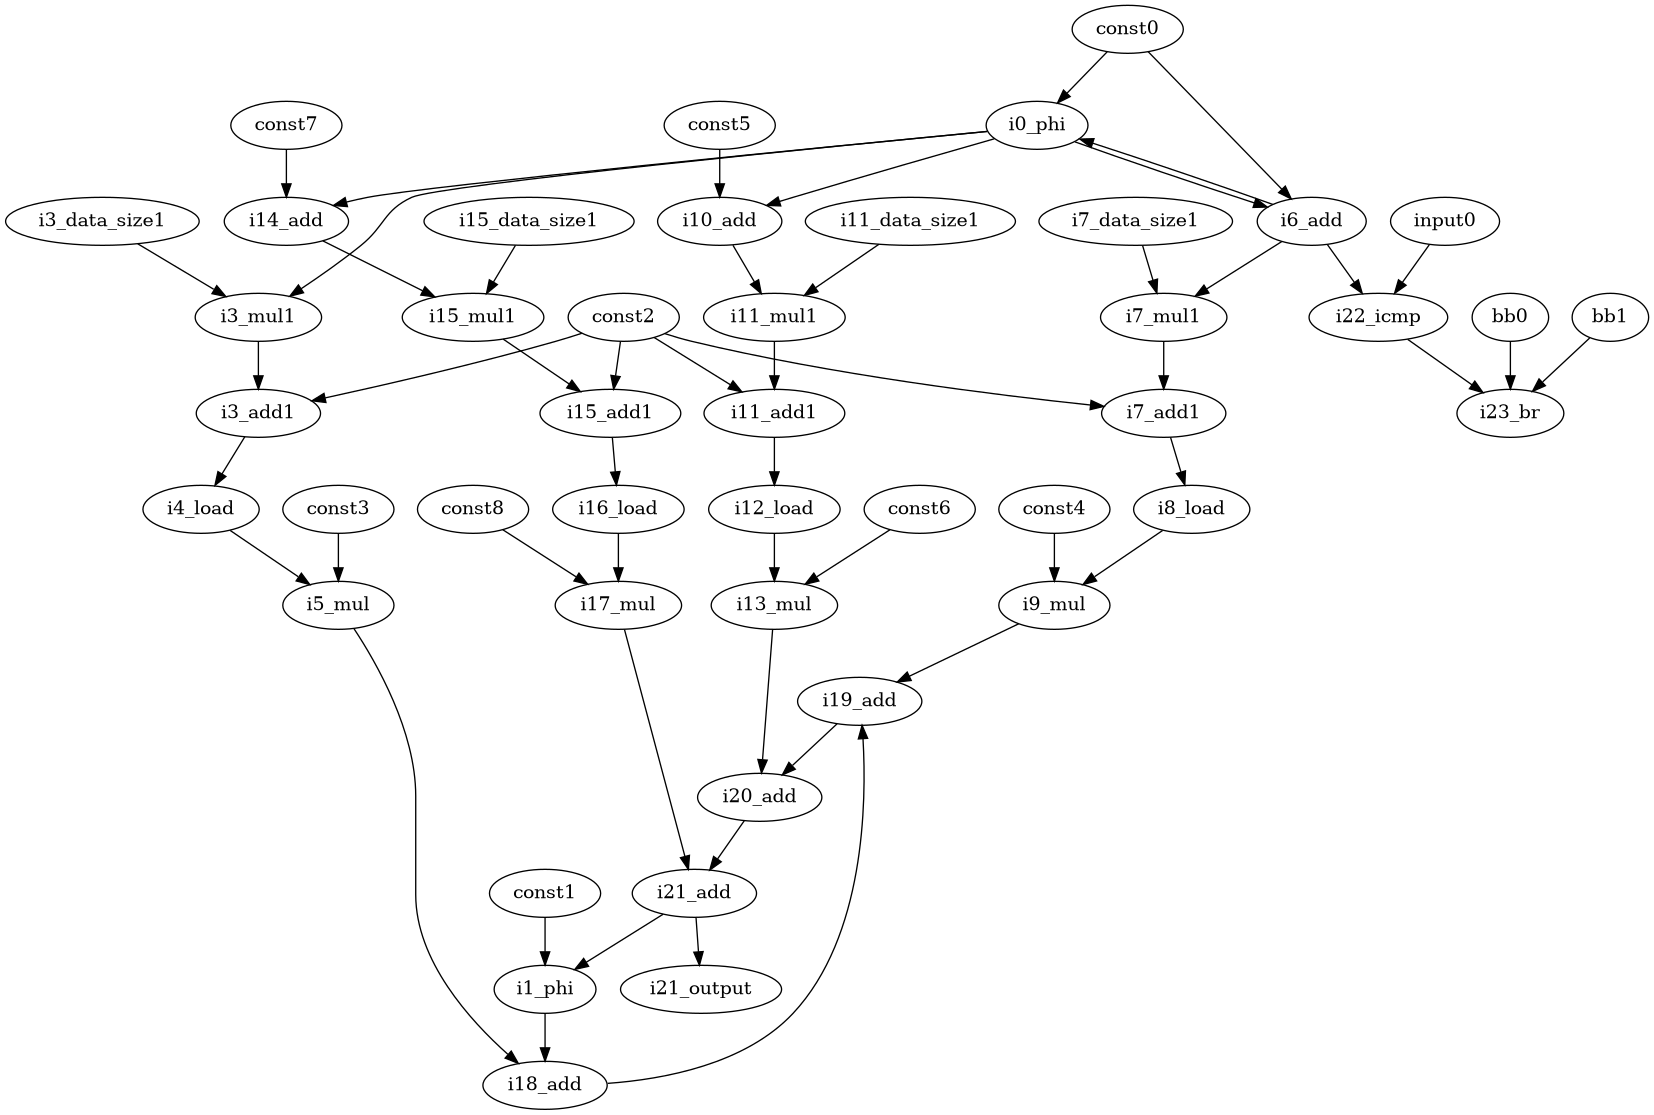 const0
const7
const5
i0_phi
i3_data_size1
i14_add
i15_data_size1
i10_add
i11_data_size1
i7_data_size1
i6_add
input0
i3_mul1
i15_mul1
const2
i11_mul1
i7_mul1
i22_icmp
bb0
bb1
i3_add1
i15_add1
i11_add1
i7_add1
i23_br
i4_load
const3
const8
i16_load
i12_load
const6
const4
i8_load
i5_mul
i17_mul
i13_mul
i9_mul
i19_add
i20_add
const1
i21_add
i1_phi
i21_output
i18_add